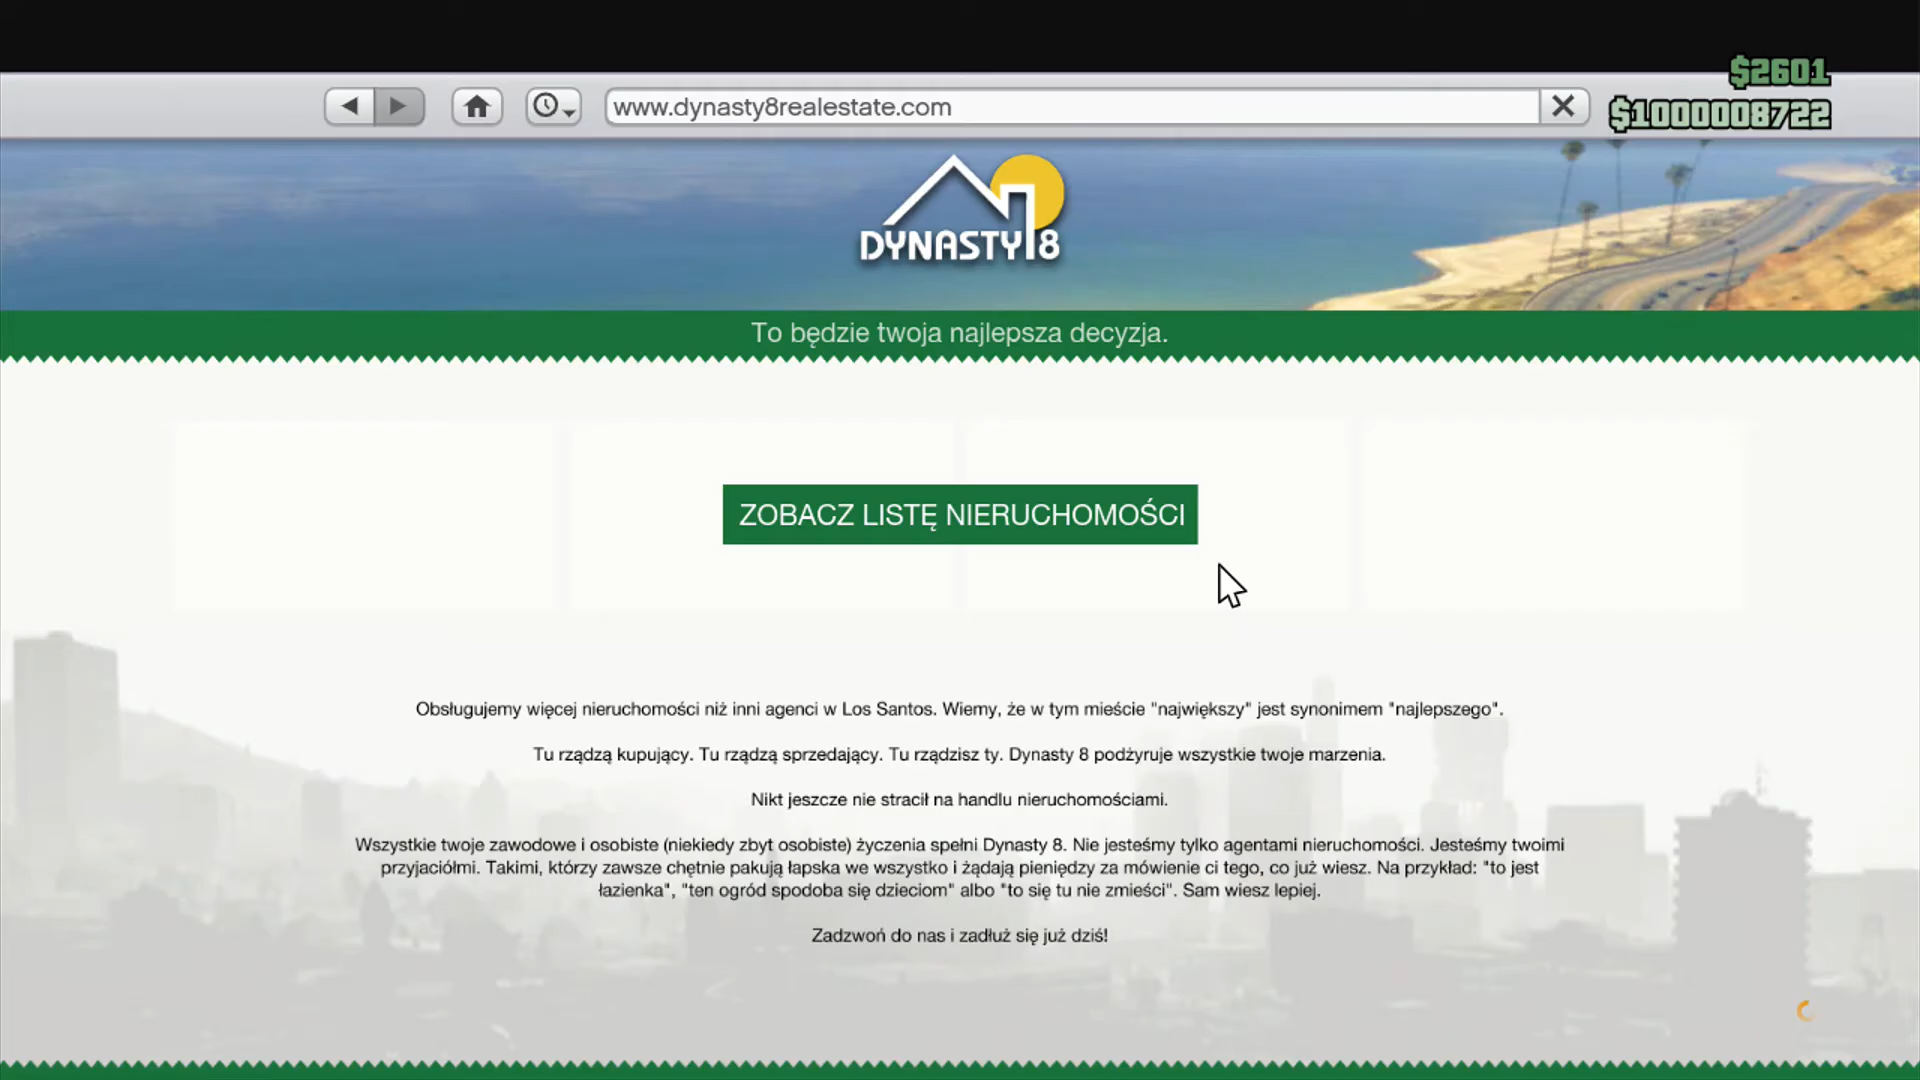 $2601
www.dynasty8realestate.com
$1000008722
DYNASTY 8
To będzie twoja najlepsza decyzja.
ZOBACZ LISTĘ NIERUCHOMOŚCI
Obsługujemy więcej nieruchomości niż inni agenci w Los Santos. Wiemy, że w tym mieście "największy" jest synonimem "najlepszego".
Tu rządzą kupujący. Tu rządzą sprzedający. Tu rządzisz ty. Dynasty 8 podżyruje wszystkie twoje marzenia.
Nikt jeszcze nie stracił na handlu nieruchomościami.
Wszystkie twoje zawodowe i osobiste (niekiedy zbyt osobiste) życzenia spełni Dynasty 8. Nie jesteśmy tylko agentami nieruchomości. Jesteśmy twoimi
przyjaciółmi. Takimi, którzy zawsze chętnie pakują łapska we wszystko i żądają pieniędzy za mówienie ci tego, co już wiesz. Na przykład: "to jest
łazienka", "ten ogród spodoba się dzieciom" albo "to się tu nie zmieści". Sam wiesz lepiej.
Zadzwoń do nas i zadłuż się już dziś!